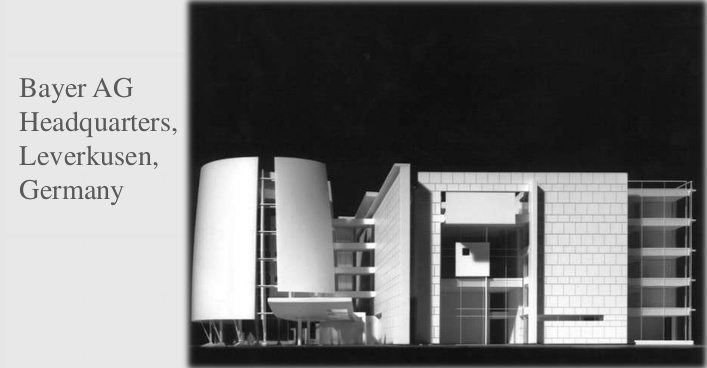 Bayer AG
Headquarters,
Leverkusen,
Germany